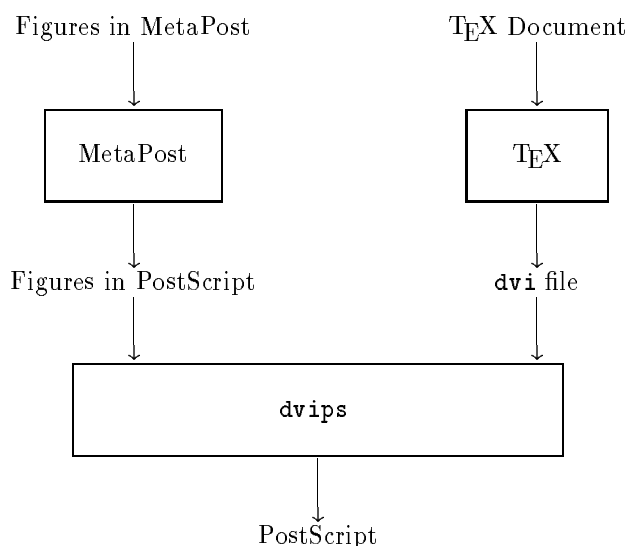 Figures in MetaPost
TEX Document
MetaPost
TEX
Figures in PostScript
dvi file
dvips
PostScript